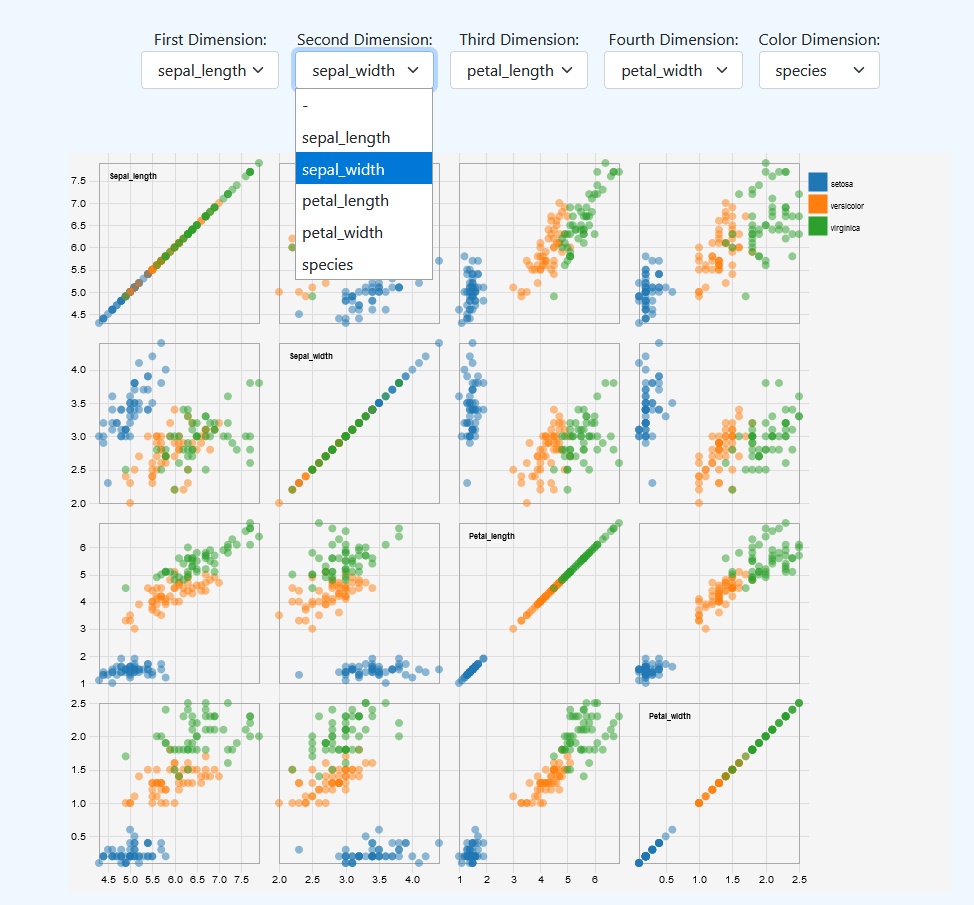 First Dimension: Second Dimension: Third Dimension: Fourth Dimension: Color Dimension:
sepal_length sepal_width petal_length petal_width species
-
sepal_length
sepal_width
petal_length
petal_width
species
Sepal_length
setosa
versicolor
virginica
7.5
7.0
6.5
6.0
5.5
5.0
4.5
Sepal_width
4.0
3.5
3.0
2.5
2.0
Petal_length
6
5
4
3
2
1
Petal_width
2.5
2.0
1.5
1.0
0.5
4.5 5.0 5.5 6.0 6.5 7.0 7.5 2.0 2.5 3.0 3.5 4.0 1 2 3 4 5 6 0.5 1.0 1.5 2.0 2.5